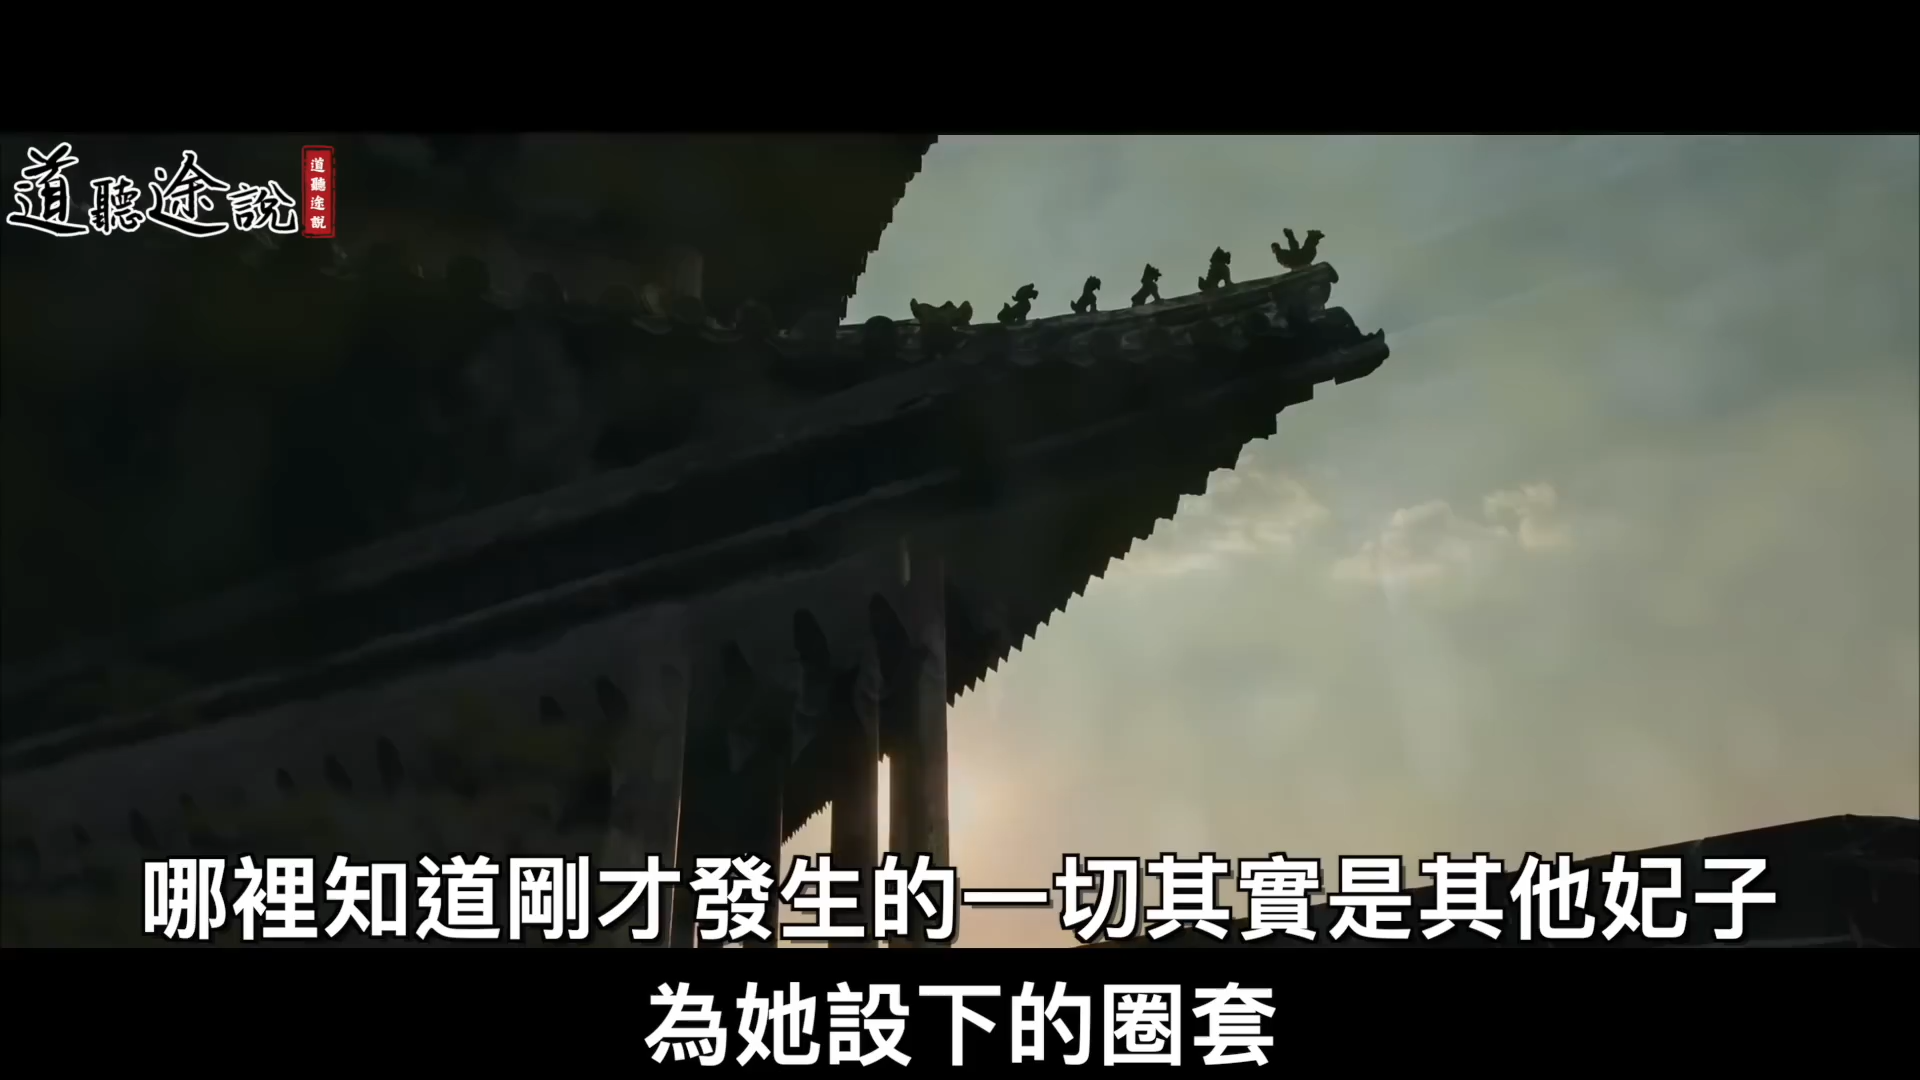 道聽途說
道聽途說
哪裡知道剛才發生的一切其實是其他妃子
為她設下的圈套